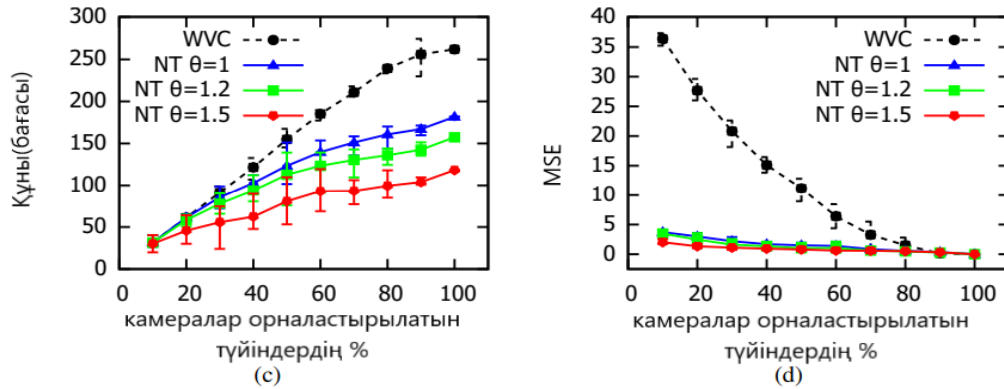 300
250
200
150
100
50
0
Құны(бағасы)
WVC
NT θ=1
NT θ=1.2
NT θ=1.5
0 20 40 60 80 100
камералар орналастырылатын
түйіндердің %
(c)
40
35
30
25
20
15
10
5
0
MSE
WVC
NT θ=1
NT θ=1.2
NT θ=1.5
0 20 40 60 80 100
камералар орналастырылатын
түйіндердің %
(d)